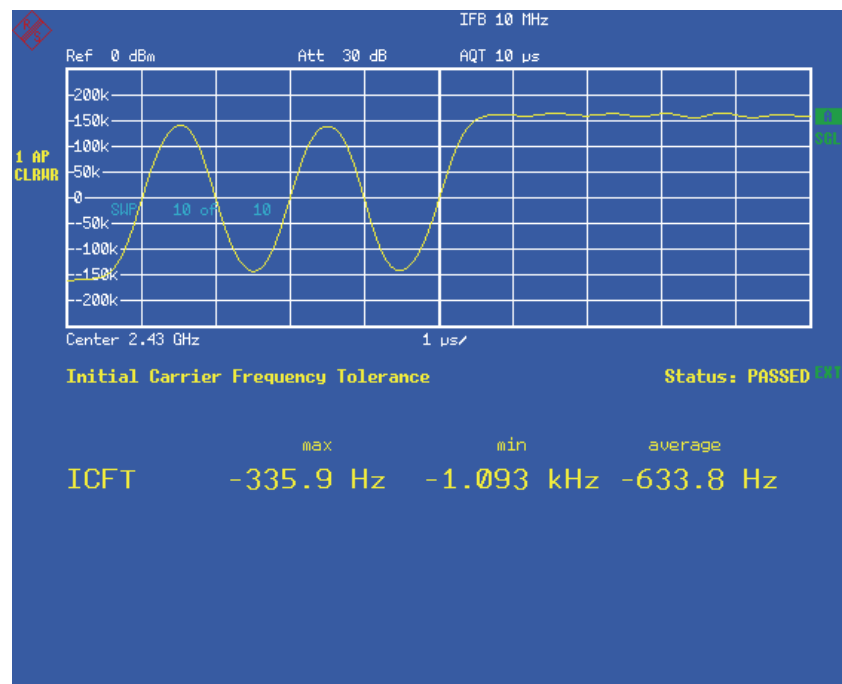 IFB 10 MHz
Ref 0 dBm Att 30 dB AQT 10 µs
200k
150k
A
100k
SGL
1 AP
CLRWR
50k
0
SWP 10 of 10
-50k
-100k
-150k
-200k
Center 2.43 GHz 1 µs/
Initial Carrier Frequency Tolerance Status: PASSED EXT
max min average
ICFT -335.9 Hz -1.093 kHz -633.8 Hz